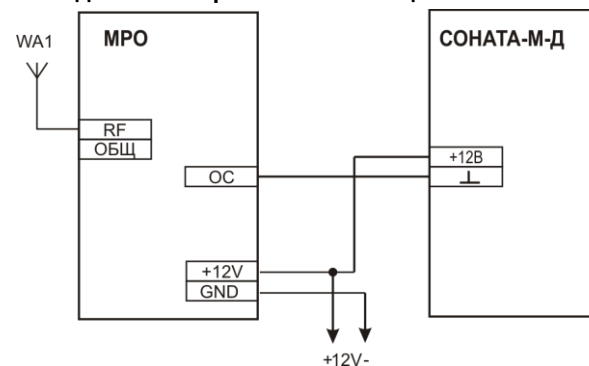 МРО
СОНАТА-М-Д
WA1
RF
ОБЩ
ОС
+12В
+12V
GND
+12V-